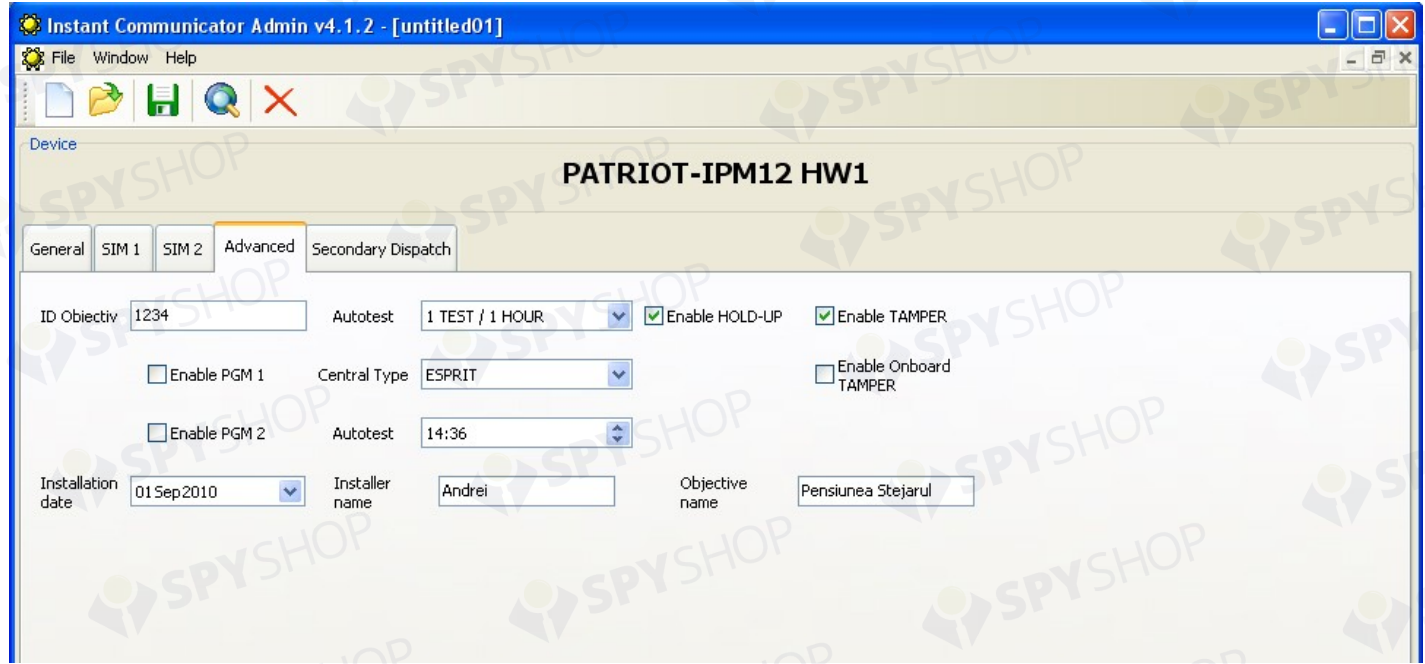 Instant Communicator Admin v4.1.2 - [untitled01]
File Window Help
Device
PATRIOT-IPM12 HW1
General SIM 1 SIM 2 Advanced Secondary Dispatch
ID Obiectiv 1234 Autotest 1 TEST / 1 HOUR Enable HOLD-UP Enable TAMPER
Enable PGM 1 Central Type ESPRIT Enable Onboard
TAMPER
Enable PGM 2 Autotest 14:36
Installation date 01Sep2010 Installer name Andrei Objective name Pensiunea Stejarul
SPYSHOP